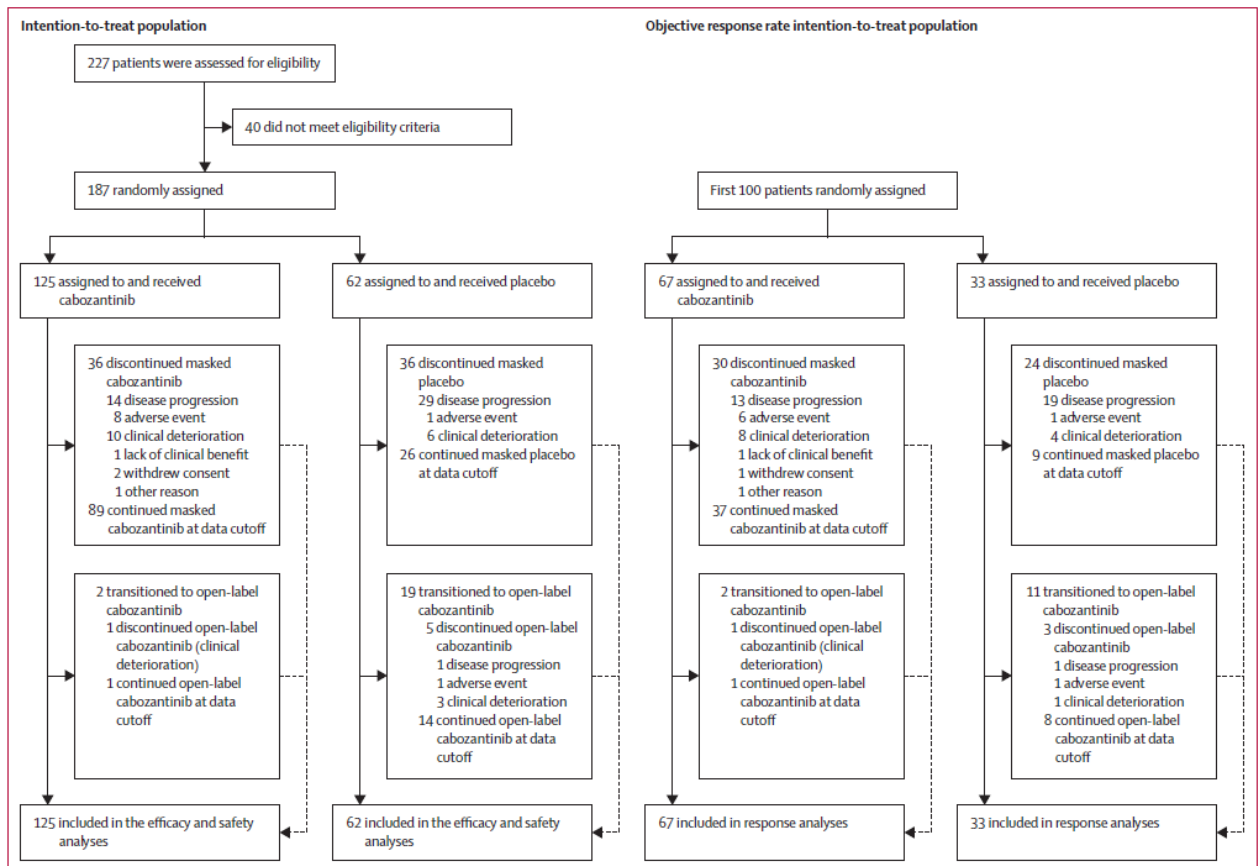 Intention-to-treat population
Objective response rate intention-to-treat population
227 patients were assessed for eligibility
40 did not meet eligibility criteria
187 randomly assigned
First 100 patients randomly assigned
125 assigned to and received
cabozantinib
62 assigned to and received placebo
67 assigned to and received
cabozantinib
33 assigned to and received placebo
36 discontinued masked
cabozantinib
14 disease progression
8 adverse event
10 clinical deterioration
1 lack of clinical benefit
2 withdrew consent
1 other reason
89 continued masked
cabozantinib at data cutoff
36 discontinued masked
placebo
29 disease progression
1 adverse event
6 clinical deterioration
26 continued masked placebo
at data cutoff
30 discontinued masked
cabozantinib
13 disease progression
6 adverse event
8 clinical deterioration
1 lack of clinical benefit
1 withdrew consent
1 other reason
37 continued masked
cabozantinib at data cutoff
24 discontinued masked
placebo
19 disease progression
1 adverse event
4 clinical deterioration
9 continued masked placebo
at data cutoff
2 transitioned to open-label
cabozantinib
1 discontinued open-label
cabozantinib (clinical
deterioration)
1 continued open-label
cabozantinib at data
cutoff
19 transitioned to open-label
cabozantinib
5 discontinued open-label
cabozantinib
1 disease progression
1 adverse event
3 clinical deterioration
14 continued open-label
cabozantinib at data
cutoff
2 transitioned to open-label
cabozantinib
1 discontinued open-label
cabozantinib (clinical
deterioration)
1 continued open-label
cabozantinib at data
cutoff
11 transitioned to open-label
cabozantinib
3 discontinued open-label
cabozantinib
1 disease progression
1 adverse event
1 clinical deterioration
8 continued open-label
cabozantinib at data
cutoff
125 included in the efficacy and safety
analyses
62 included in the efficacy and safety
analyses
67 included in response analyses
33 included in response analyses